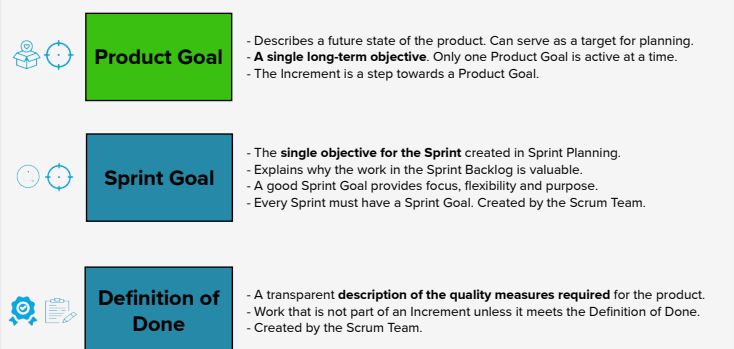 Product Goal
- Describes a future state of the product. Can serve as a target for planning.
- A single long-term objective. Only one Product Goal is active at a time.
- The Increment is a step towards a Product Goal.
Sprint Goal
- The single objective for the Sprint created in Sprint Planning.
- Explains why the work in the Sprint Backlog is valuable.
- A good Sprint Goal provides focus, flexibility and purpose.
- Every Sprint must have a Sprint Goal. Created by the Scrum Team.
Definition of
Done
- A transparent description of the quality measures required for the product.
- Work that is not part of an Increment unless it meets the Definition of Done.
- Created by the Scrum Team.